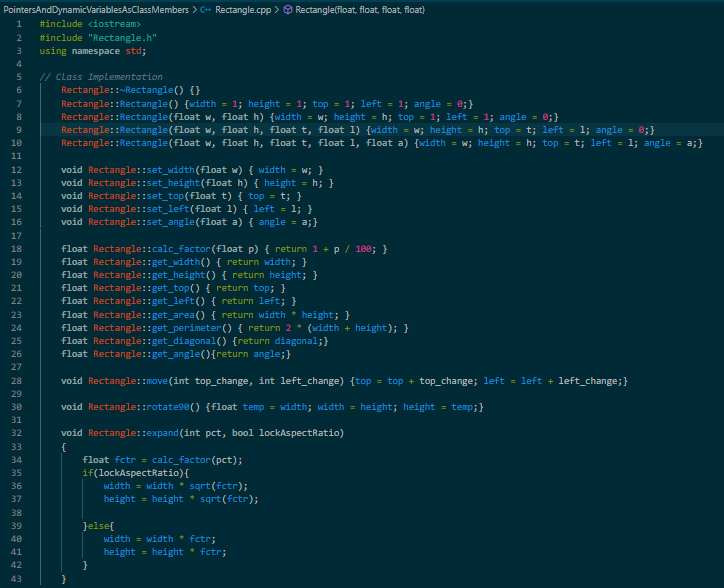 PointersAndDynamicVariablesAsClassMembers > C++ Rectangle.cpp > Rectangle(float, float, float, float)
1 #include <iostream>
2 #include "Rectangle.h"
3 using namespace std;
4
5 // Class Implementation
6 Rectangle::~Rectangle() {}
7 Rectangle::Rectangle() {width = 1; height = 1; top = 1; left = 1; angle = 0;}
8 Rectangle::Rectangle(float w, float h) {width = w; height = h; top = 1; left = 1; angle = 0;}
9 Rectangle::Rectangle(float w, float h, float t, float l) {width = w; height = h; top = t; left = l; angle = 0;}
10 Rectangle::Rectangle(float w, float h, float t, float l, float a) {width = w; height = h; top = t; left = l; angle = a;}
11
12 void Rectangle::set_width(float w) { width = w; }
13 void Rectangle::set_height(float h) { height = h; }
14 void Rectangle::set_top(float t) { top = t; }
15 void Rectangle::set_left(float l) { left = l; }
16 void Rectangle::set_angle(float a) { angle = a;}
17
18 float Rectangle::calc_factor(float p) { return 1 + p / 100; }
19 float Rectangle::get_width() { return width; }
20 float Rectangle::get_height() { return height; }
21 float Rectangle::get_top() { return top; }
22 float Rectangle::get_left() { return left; }
23 float Rectangle::get_area() { return width * height; }
24 float Rectangle::get_perimeter() { return 2 * (width + height); }
25 float Rectangle::get_diagonal() {return diagonal;}
26 float Rectangle::get_angle(){return angle;}
27
28 void Rectangle::move(int top_change, int left_change) {top = top + top_change; left = left + left_change;}
29
30 void Rectangle::rotate90() {float temp = width; width = height; height = temp;}
31
32 void Rectangle::expand(int pct, bool lockAspectRatio)
33 {
34 float fctr = calc_factor(pct);
35 if(lockAspectRatio){
36 width = width * sqrt(fctr);
37 height = height * sqrt(fctr);
38
39 }else{
40 width = width * fctr;
41 height = height * fctr;
42 }
43 }